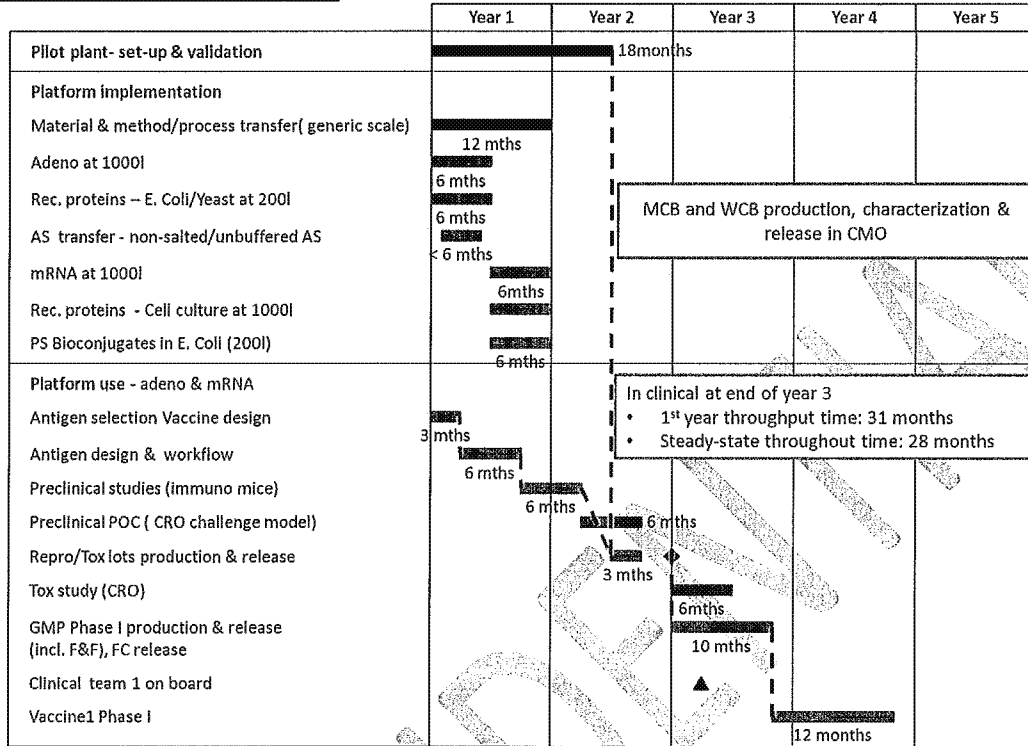 Year 1 Year 2 Year 3 Year 4 Year 5
Pilot plant- set-up & validation
18months
Platform implementation
Material & method/process transfer( generic scale)
12 mths
Adeno at 1000l
6 mths
Rec. proteins – E. Coli/Yeast at 200l
6 mths
MCB and WCB production, characterization &
release in CMO
AS transfer - non-salted/unbuffered AS
< 6 mths
mRNA at 1000l
6mths
Rec. proteins - Cell culture at 1000l
PS Bioconjugates in E. Coli (200l)
6 mths
Platform use - adeno & mRNA
In clinical at end of year 3
• 1st year throughput time: 31 months
• Steady-state throughout time: 28 months
Antigen selection Vaccine design
3 mths
Antigen design & workflow
6 mths
Preclinical studies (immuno mice)
6 mths
Preclinical POC ( CRO challenge model)
6 mths
Repro/Tox lots production & release
3 mths
Tox study (CRO)
6mths
GMP Phase I production & release
(incl. F&F), FC release
10 mths
Clinical team 1 on board
Vaccine1 Phase I
12 months